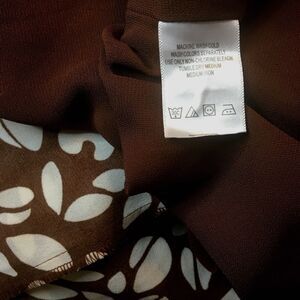 MACHINE WASH COLD
WASH COLORS SEPARATELY
USE ONLY NON-CHLORINE BLEACH
TUMBLE DRY MEDIUM
MEDIUM IRON